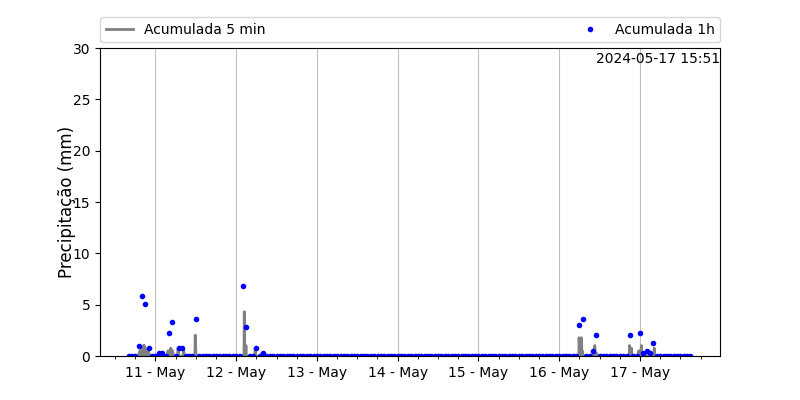 Acumulada 5 min
Acumulada 1h
2024-05-17 15:51
Precipitação (mm)
30
25
20
15
10
5
0
11 - May
12 - May
13 - May
14 - May
15 - May
16 - May
17 - May